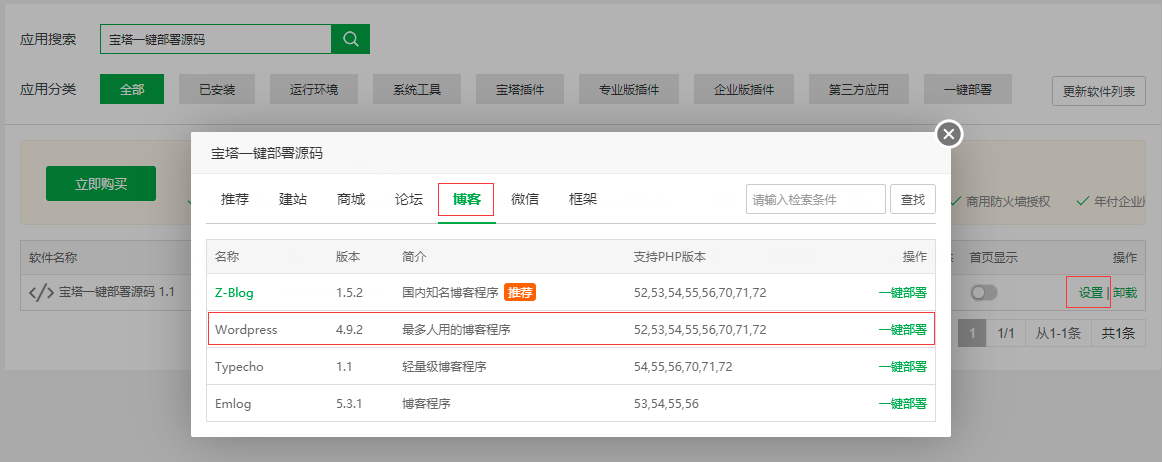 应用搜索 宝塔一键部署源码
应用分类 全部 已安装 运行环境 系统工具 宝塔插件 专业版插件 企业版插件 第三方应用 一键部署 更新软件列表
宝塔一键部署源码
立即购买
推荐 建站 商城 论坛 博客 微信 框架 请输入检索条件 查找
商用防火墙授权 年付企业
名称 版本 简介 支持PHP版本 操作
软件名称 首页显示 操作
Z-Blog 1.5.2 国内知名博客程序 推荐 52,53,54,55,56,70,71,72 一键部署
宝塔一键部署源码 1.1 设置 | 卸载
Wordpress 4.9.2 最多人用的博客程序 52,53,54,55,56,70,71,72 一键部署
1 1/1 从1-1条 共1条
Typecho 1.1 轻量级博客程序 54,55,56,70,71,72 一键部署
Emlog 5.3.1 博客程序 53,54,55,56 一键部署